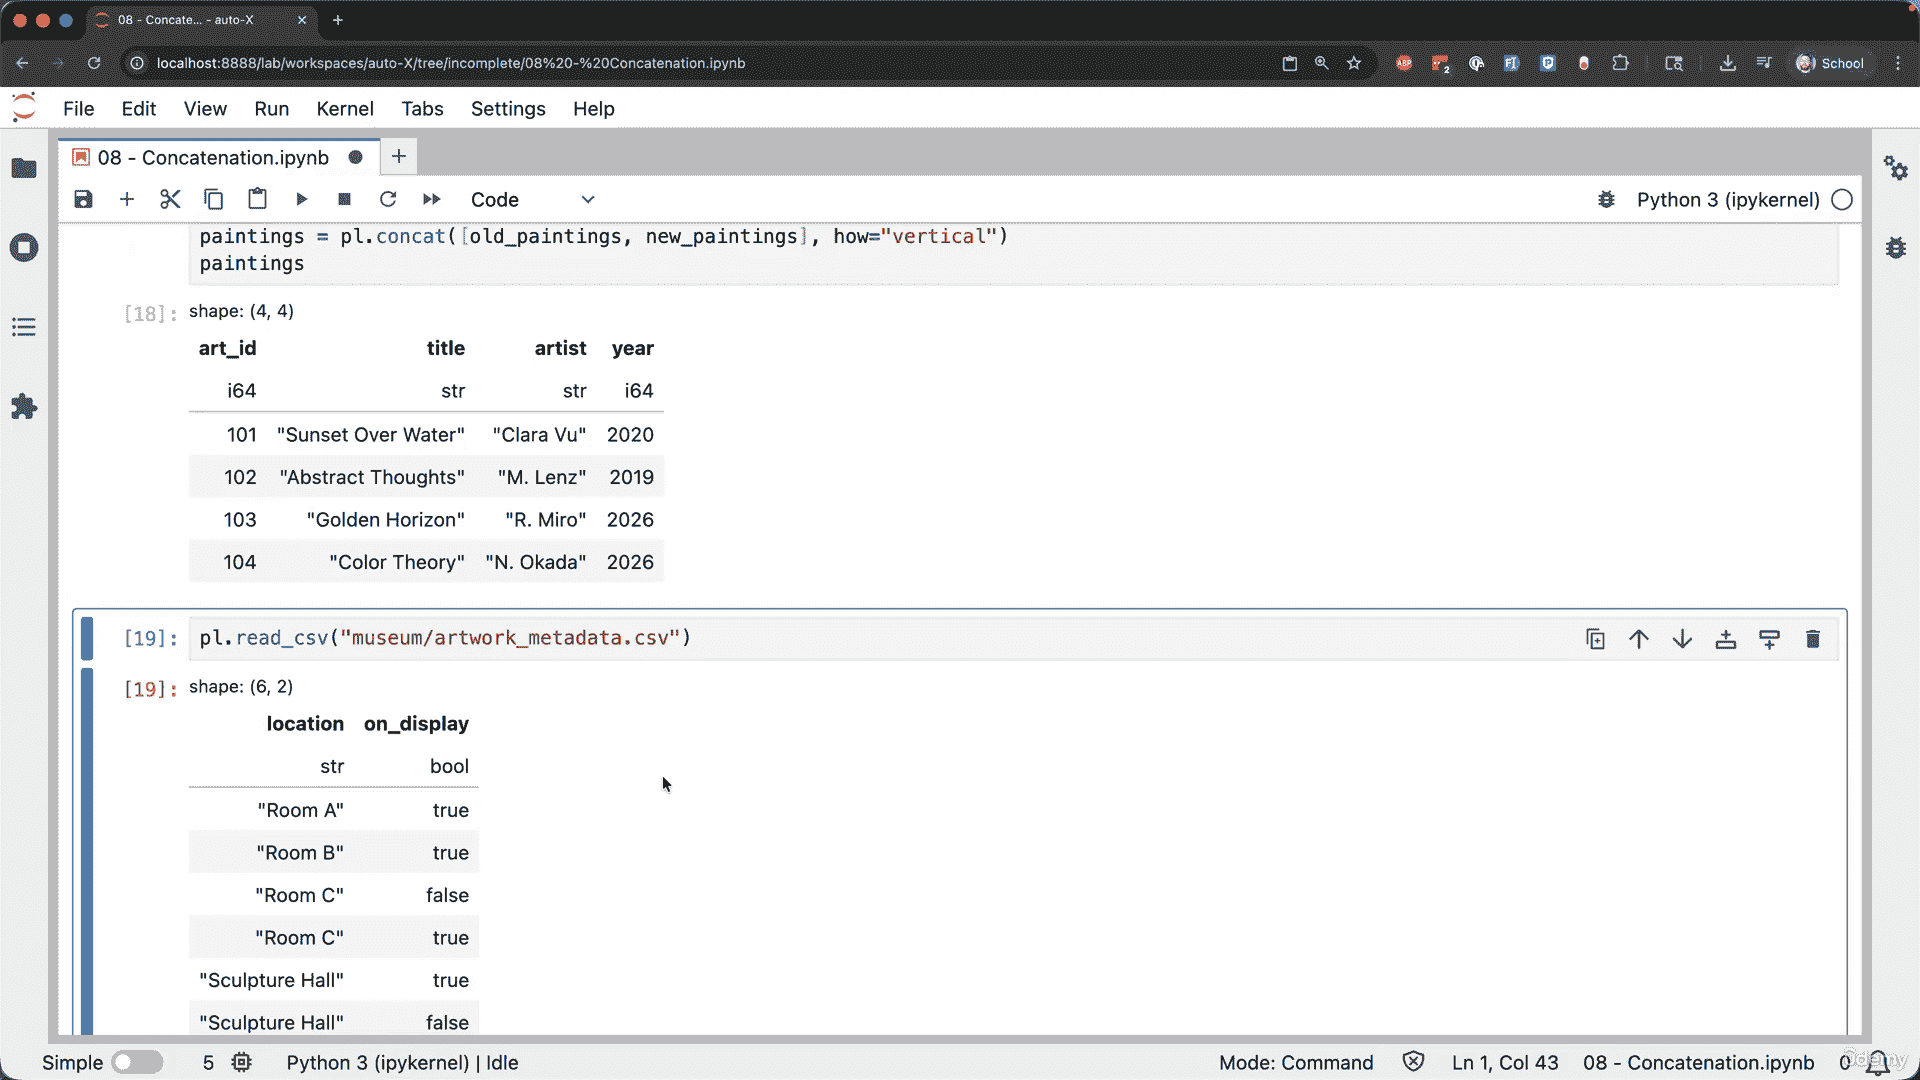 08 - Concate... - auto-X
localhost:8888/lab/workspaces/auto-X/tree/incomplete/08%20-%20Concatenation.ipynb
ABP
2
School
File Edit View Run Kernel Tabs Settings Help
08 - Concatenation.ipynb
Code
Python 3 (ipykernel)
paintings = pl.concat([old_paintings, new_paintings], how="vertical")
paintings
[18]: shape: (4, 4)
art_id title artist year
i64 str str i64
101 "Sunset Over Water" "Clara Vu" 2020
102 "Abstract Thoughts" "M. Lenz" 2019
103 "Golden Horizon" "R. Miro" 2026
104 "Color Theory" "N. Okada" 2026
[19]: pl.read_csv("museum/artwork_metadata.csv")
[19]: shape: (6, 2)
location on_display
str bool
"Room A" true
"Room B" true
"Room C" false
"Room C" true
"Sculpture Hall" true
"Sculpture Hall" false
Simple 5 Python 3 (ipykernel) | Idle Mode: Command Ln 1, Col 43 08 - Concatenation.ipynb 0
udemy